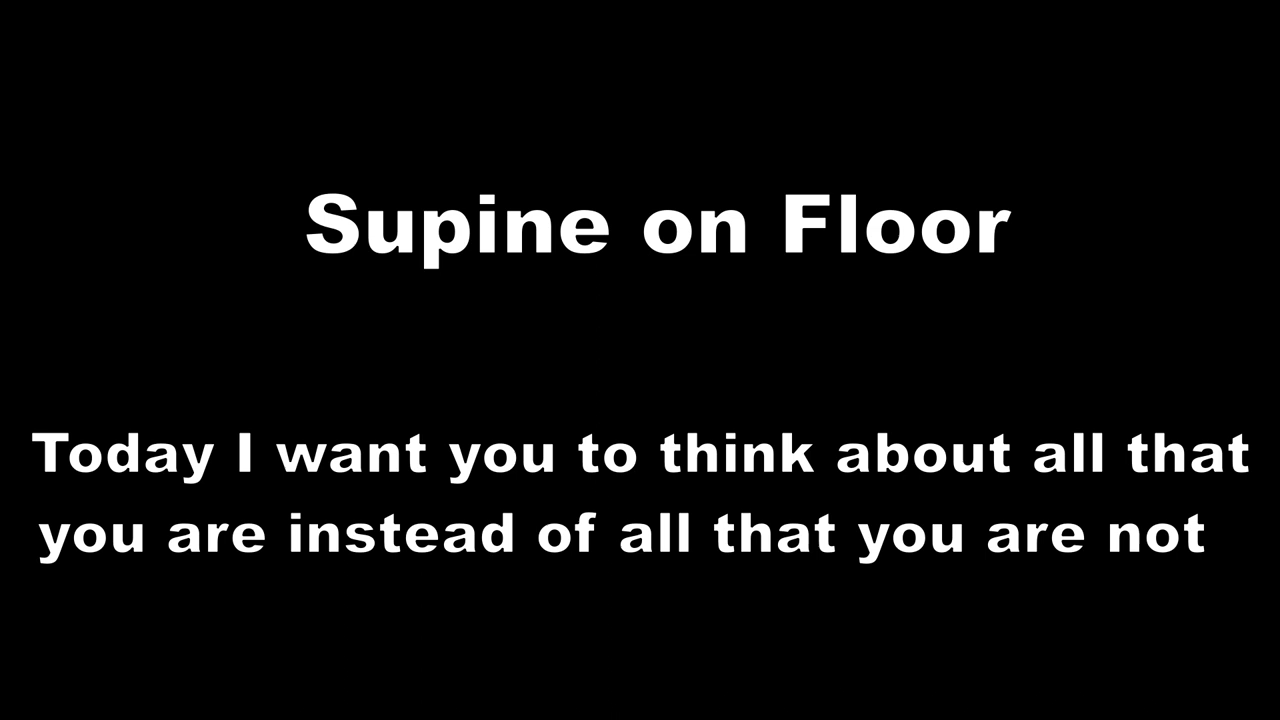 Supine on Floor
Today I want you to think about all that
you are instead of all that you are not